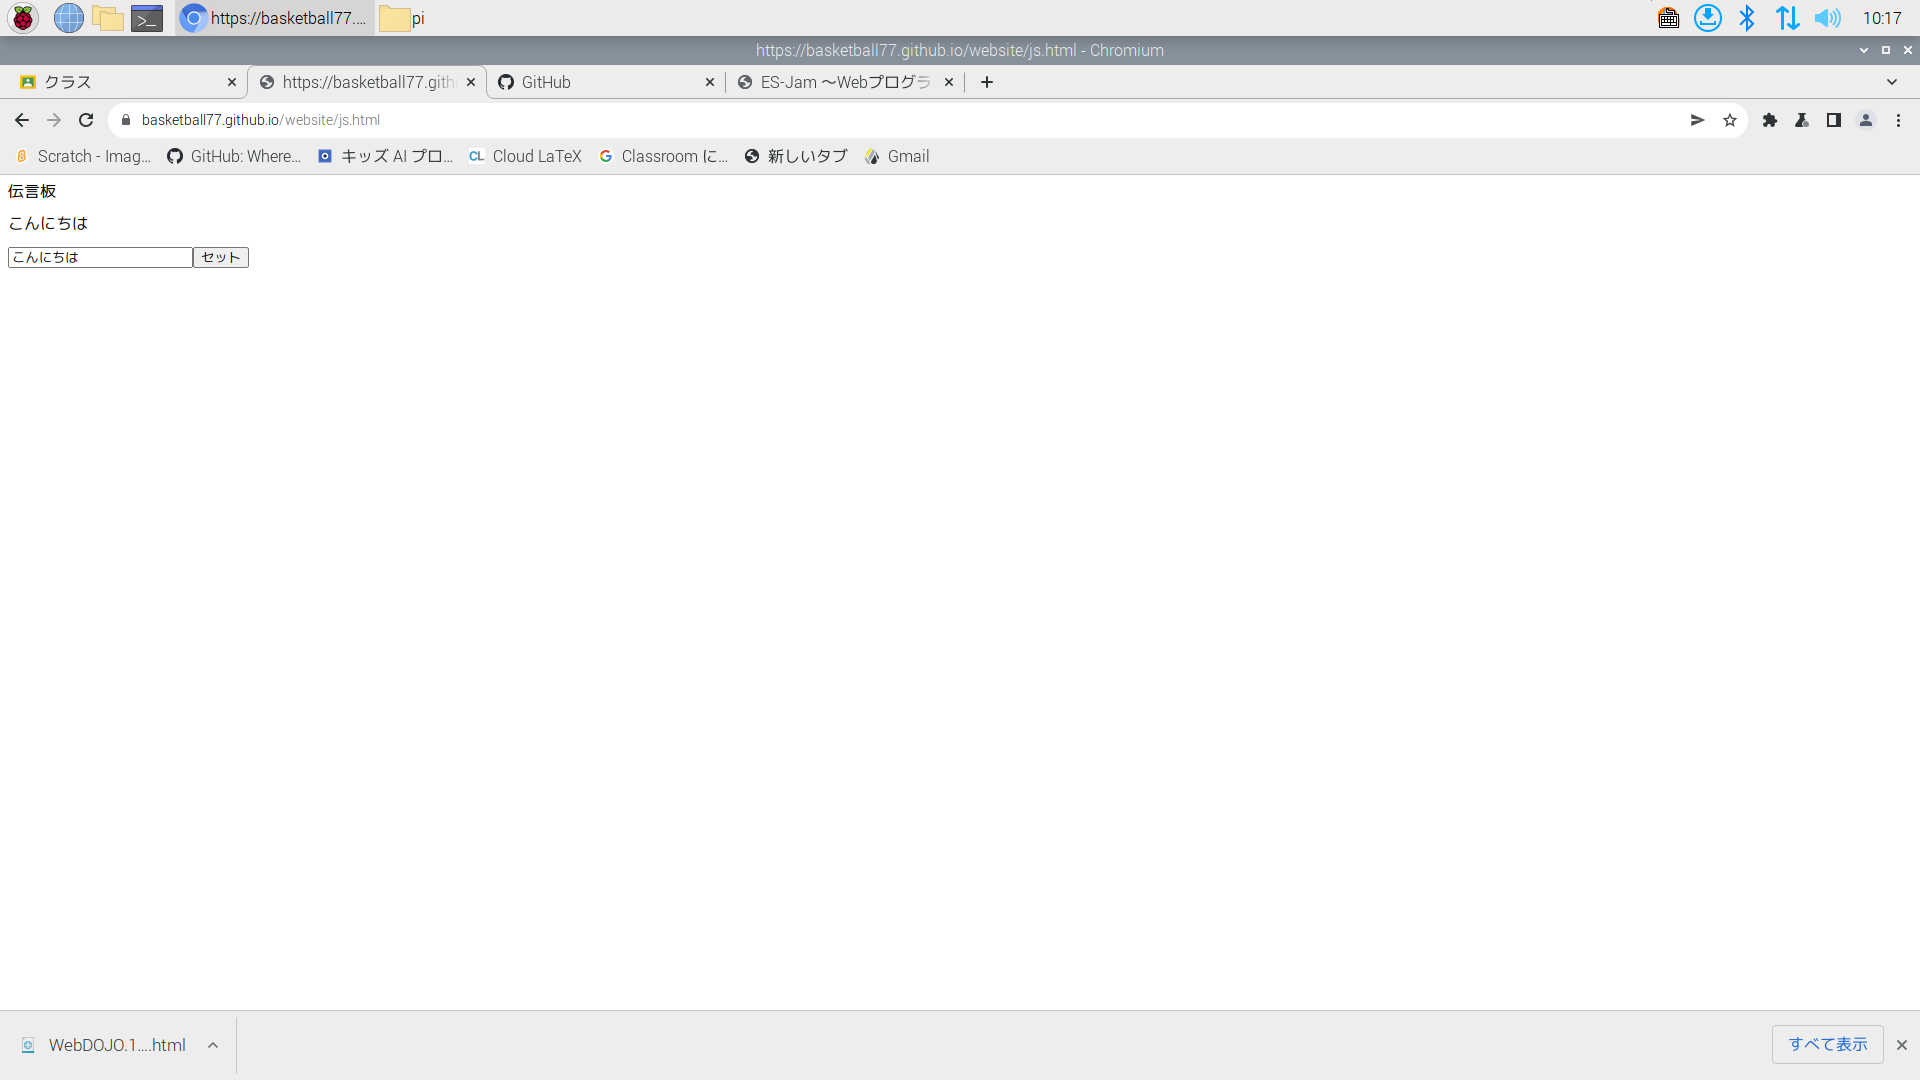 https://basketball77.…
pi
10:17
https://basketball77.github.io/website/js.html - Chromium
クラス
https://basketball77.gith
GitHub
ES-Jam ～Webプログラ
basketball77.github.io/website/js.html
Scratch - Imag…
GitHub: Where…
キッズ AI プロ…
CL Cloud LaTeX
Classroom に…
新しいタブ
Gmail
伝言板
こんにちは
こんにちは
セット
WebDOJO.1….html
すべて表示